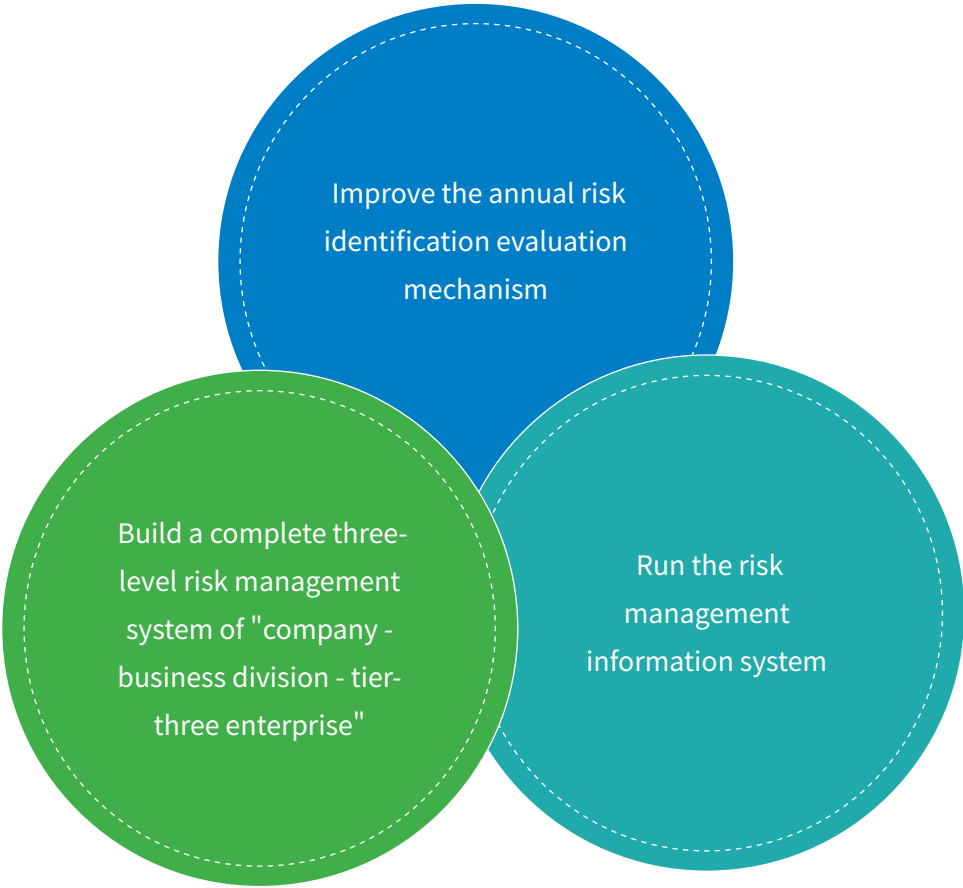 Improve the annual risk
identification evaluation
mechanism
Build a complete three-
level risk management
system of "company -
business division - tier-
three enterprise"
Run the risk
management
information system